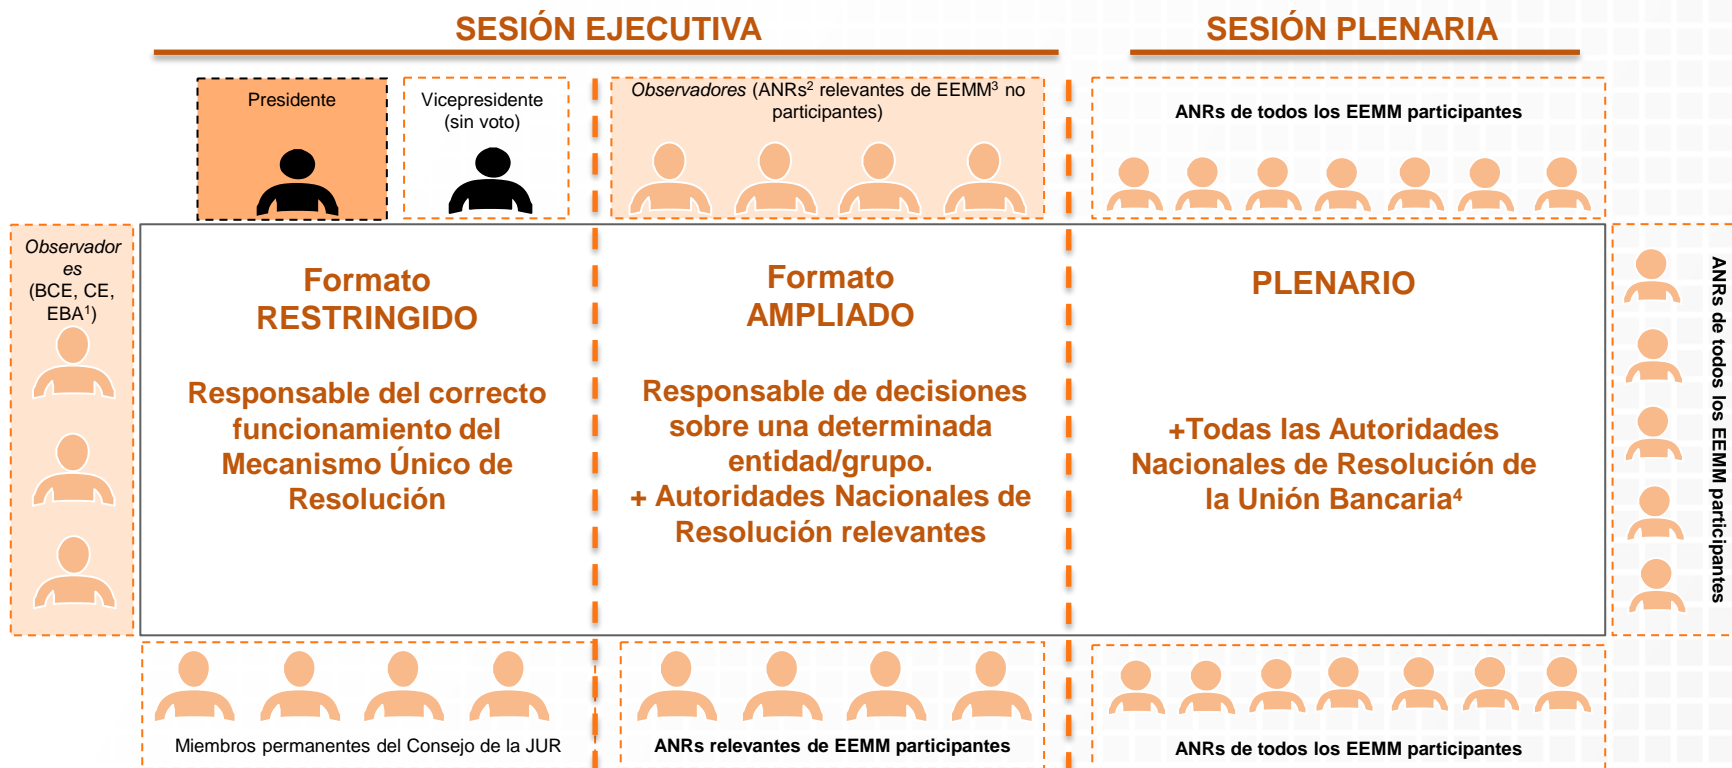 SESIÓN EJECUTIVA
SESIÓN PLENARIA
Presidente
Vicepresidente
(sin voto)
Observadores (ANRs² relevantes de EEMM³ no
participantes)
ANRs de todos los EEMM participantes
Observador
es
(BCE, CE,
EBA¹)
Formato
RESTRINGIDO
Responsable del correcto
funcionamiento del
Mecanismo Único de
Resolución
Formato
AMPLIADO
Responsable de decisiones
sobre una determinada
entidad/grupo.
+ Autoridades Nacionales de
Resolución relevantes
PLENARIO
+Todas las Autoridades
Nacionales de Resolución de
la Unión Bancaria⁴
ANRs de todos los EEMM participantes
Miembros permanentes del Consejo de la JUR
ANRs relevantes de EEMM participantes
ANRs de todos los EEMM participantes